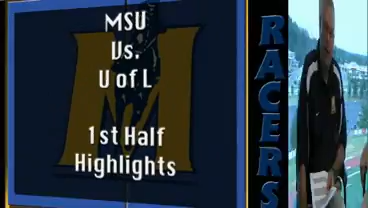 MSU
Vs.
U of L
1st Half
Highlights
RACERS